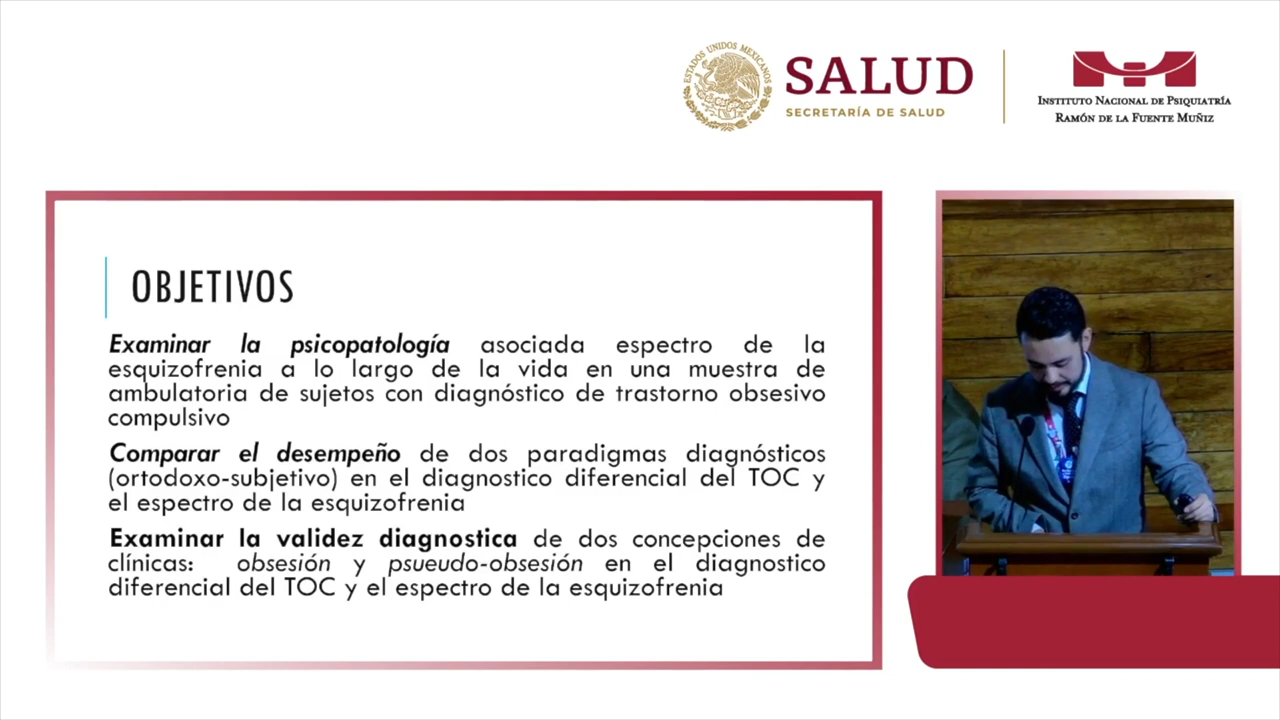 ESTADOS UNIDOS MEXICANOS
SALUD
SECRETARÍA DE SALUD
INSTITUTO NACIONAL DE PSIQUIATRÍA
RAMÓN DE LA FUENTE MUÑIZ
OBJETIVOS
Examinar la psicopatología asociada espectro de la
esquizofrenia a lo largo de la vida en una muestra de
ambulatoria de sujetos con diagnóstico de trastorno obsesivo
compulsivo
Comparar el desempeño de dos paradigmas diagnósticos
(ortodoxo-subjetivo) en el diagnostico diferencial del TOC y
el espectro de la esquizofrenia
Examinar la validez diagnostica de dos concepciones de
clínicas: obsesión y psueudo-obsesión en el diagnostico
diferencial del TOC y el espectro de la esquizofrenia